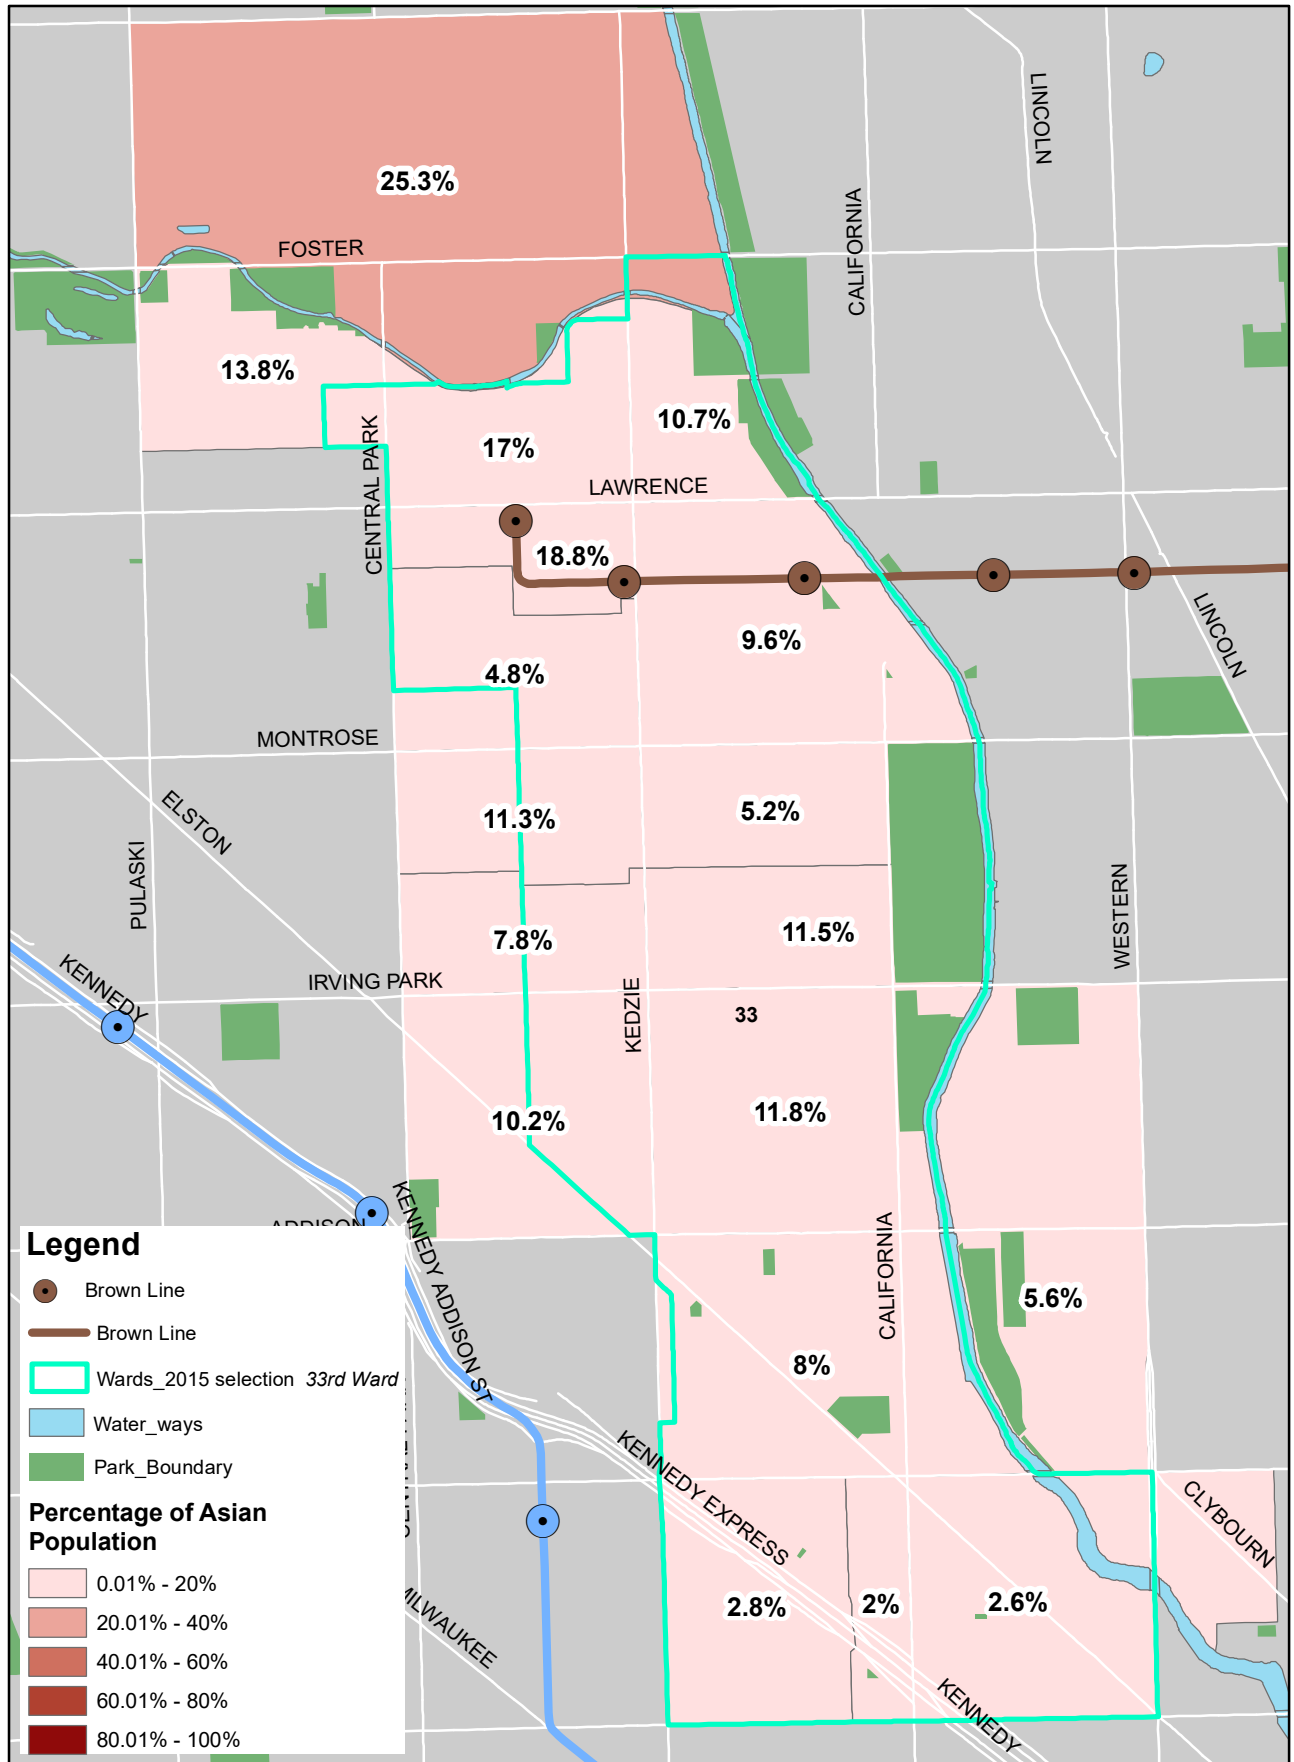 LINCOLN
25.3%
CALIFORNIA
FOSTER
13.8%
10.7%
17%
CENTRAL PARK
LAWRENCE
18.8%
LINCOLN
9.6%
4.8%
MONTROSE
ELSTON
11.3%
5.2%
PULASKI
WESTERN
7.8%
11.5%
KENNEDY
IRVING PARK
KEDZIE
33
10.2%
11.8%
KENNEDY ADDISON ST
CALIFORNIA
ADDISON
5.6%
8%
KENNEDY EXPRESS
CLYBOURN
2.8%
2%
2.6%
MILWAUKEE
KENNEDY
Legend
Brown Line
Brown Line
Wards_2015 selection 33rd Ward
Water_ways
Park_Boundary
Percentage of Asian
Population
0.01% - 20%
20.01% - 40%
40.01% - 60%
60.01% - 80%
80.01% - 100%